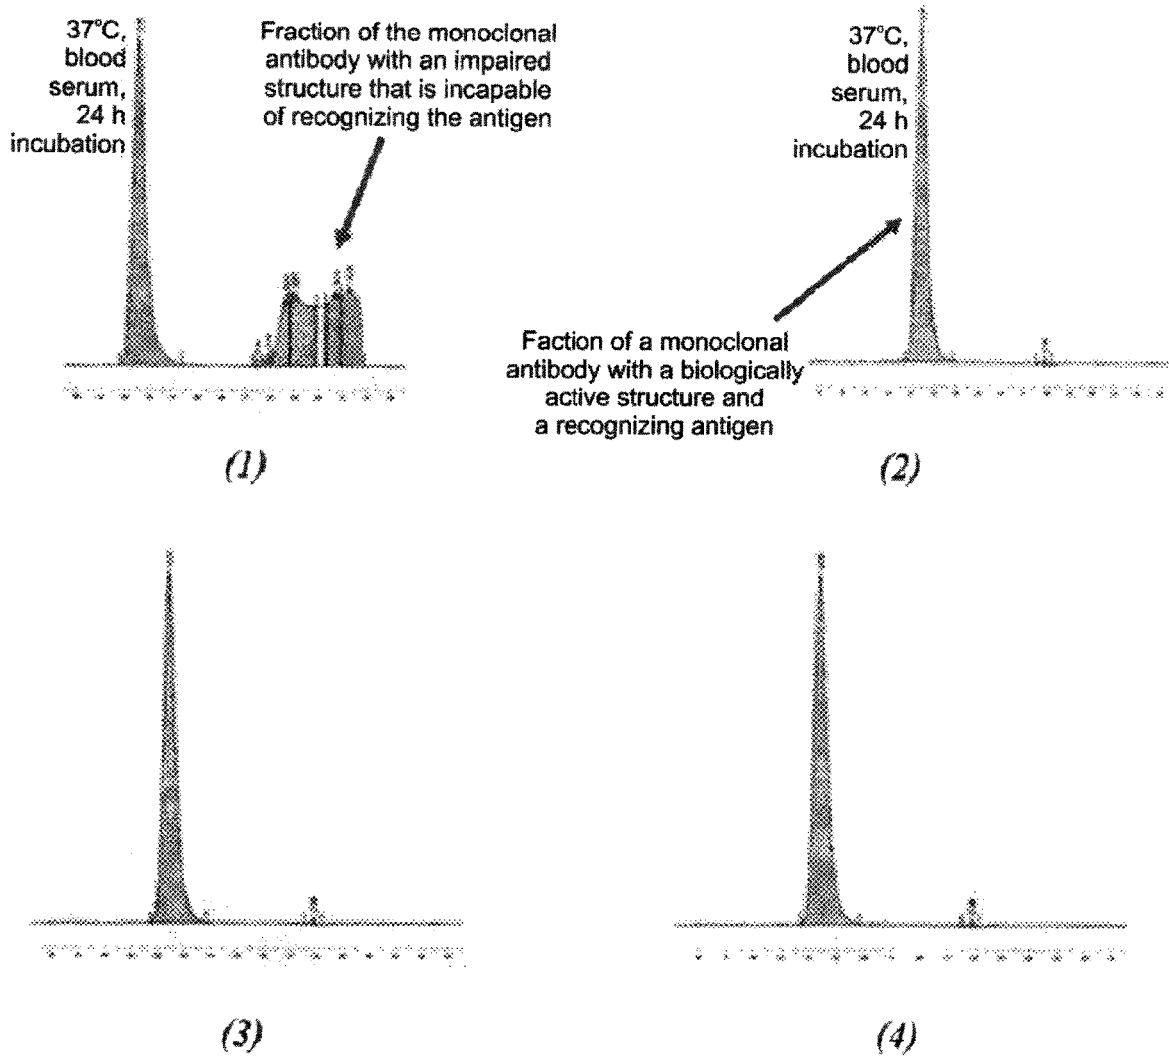 37°C,
blood
serum,
24 h
incubation
Fraction of the monoclonal
antibody with an impaired
structure that is incapable
of recognizing the antigen
(1)
37°C,
blood
serum,
24 h
incubation
Faction of a monoclonal
antibody with a biologically
active structure and
a recognizing antigen
(2)
(3)
(4)